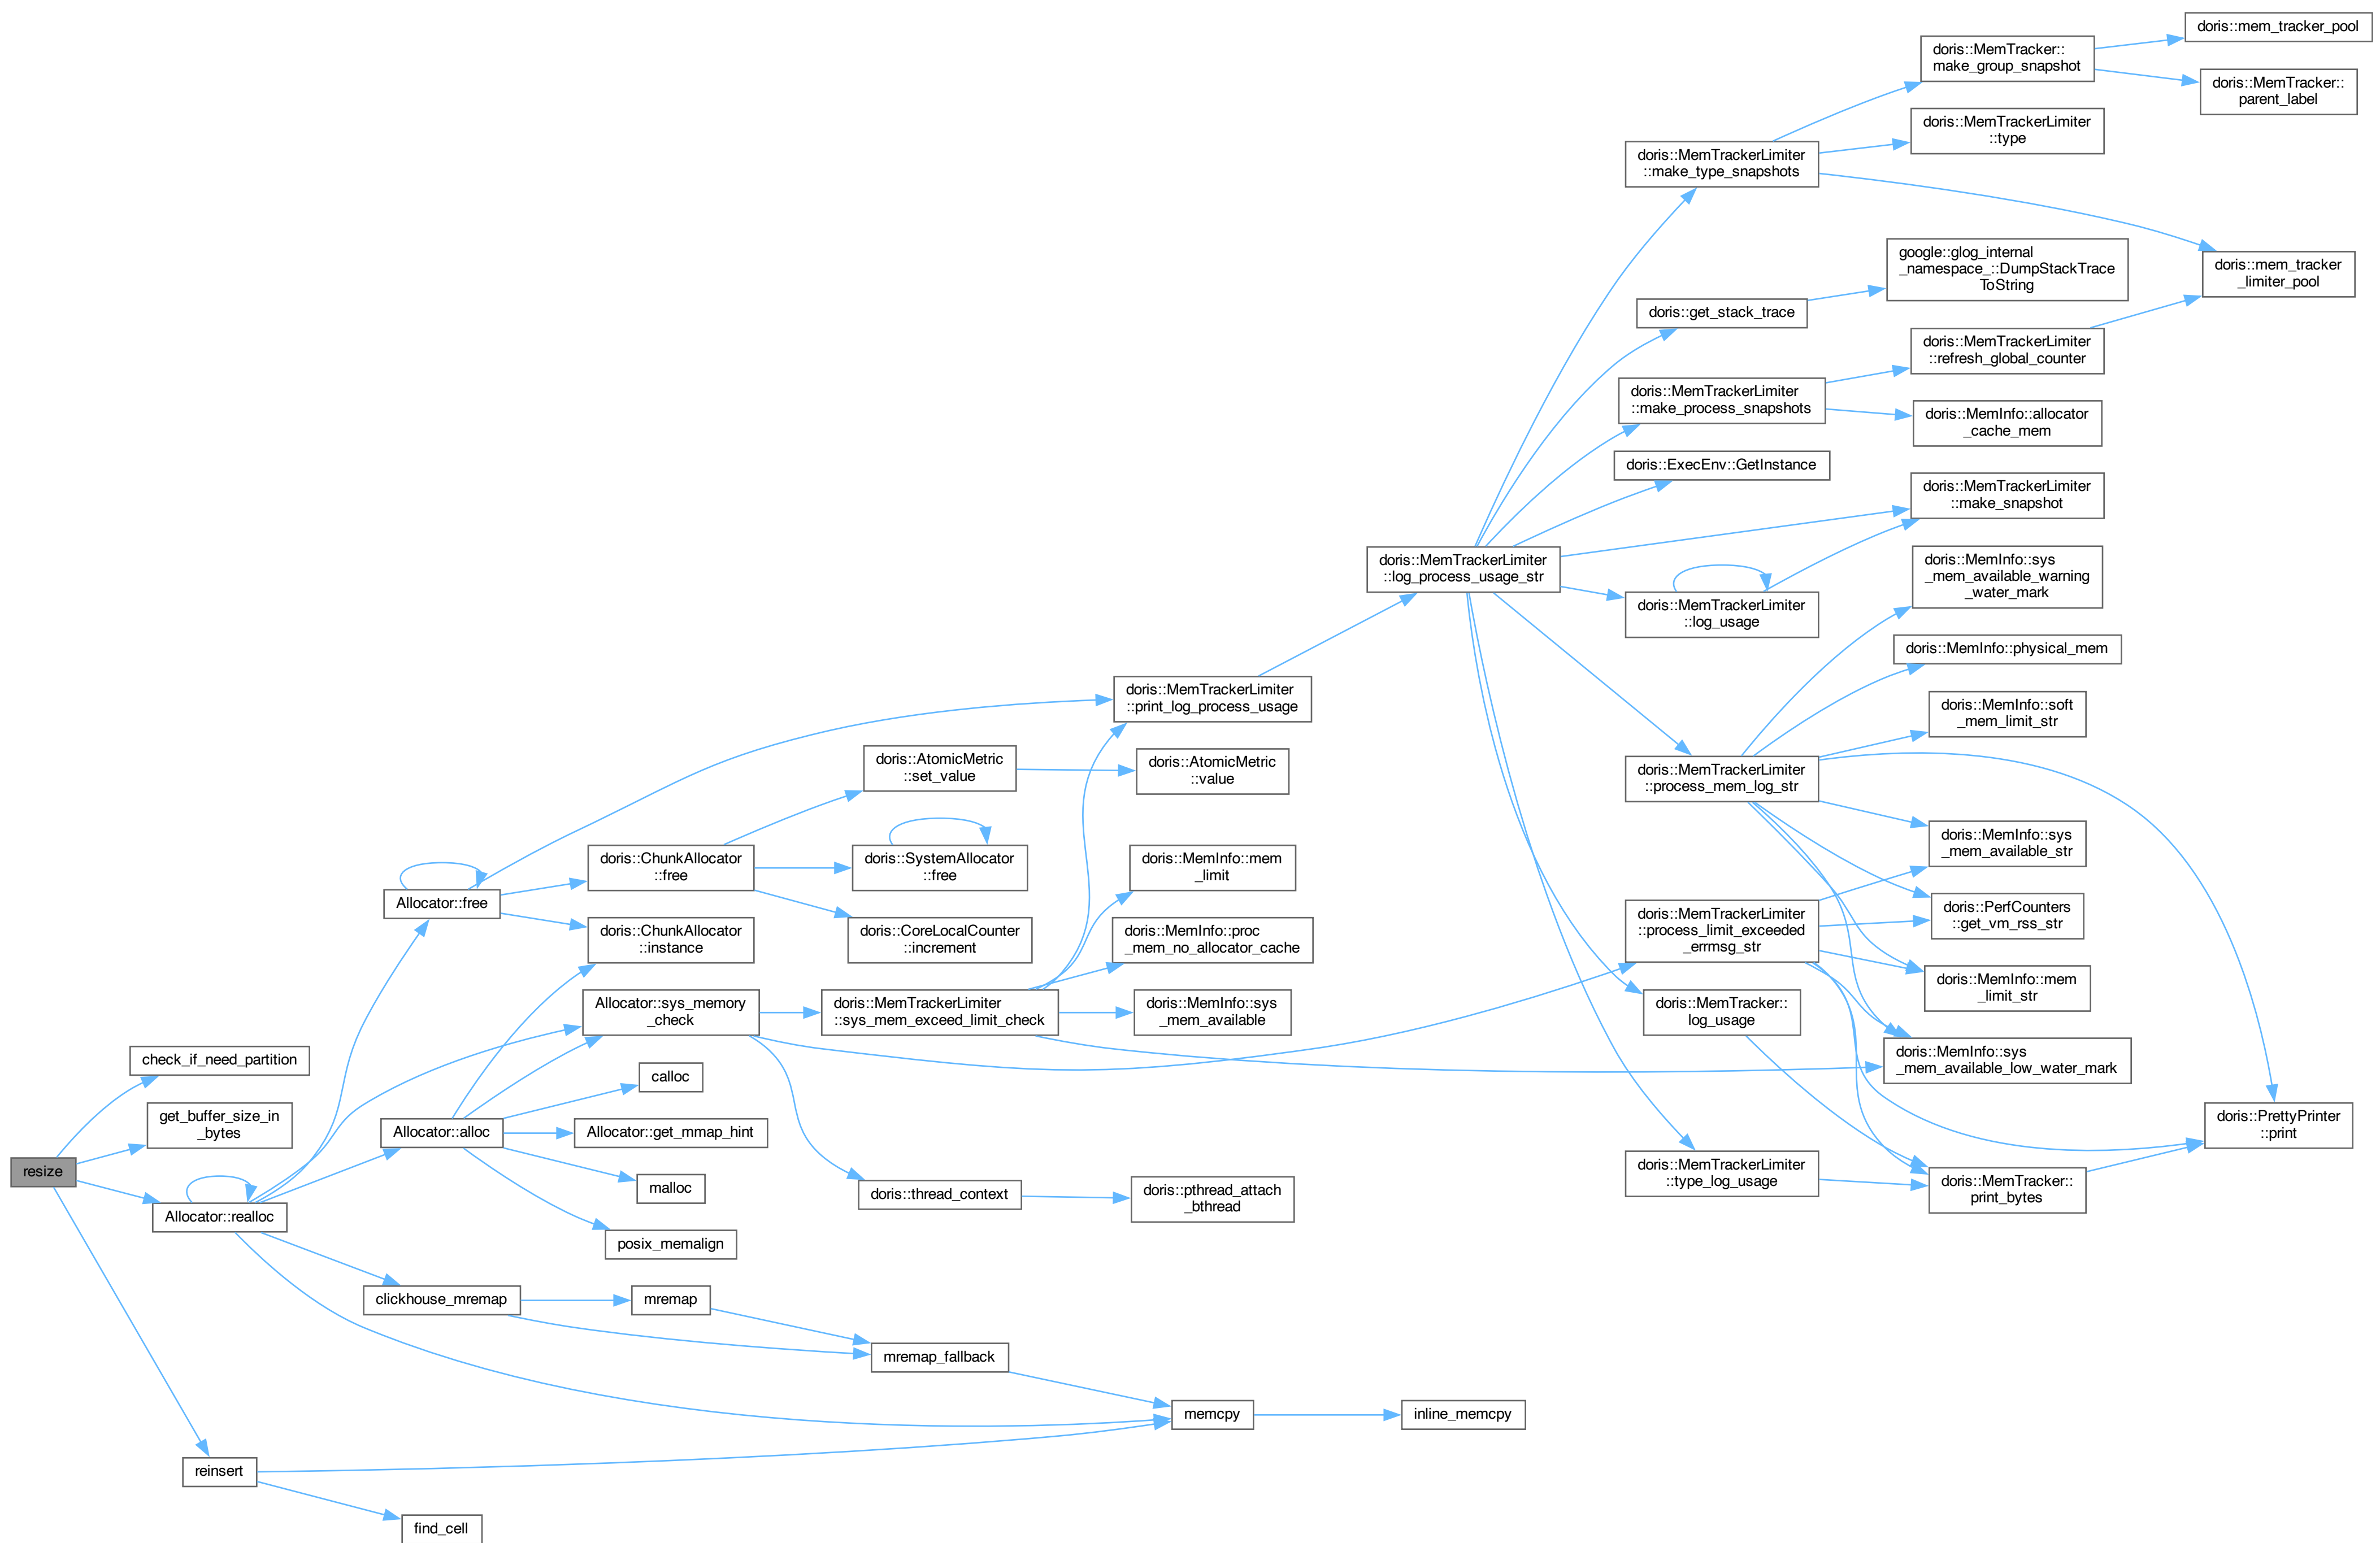 doris::mem_tracker_pool
doris::MemTracker::
make_group_snapshot
doris::MemTracker::
parent_label
doris::MemTrackerLimiter
::type
doris::MemTrackerLimiter
::make_type_snapshots
google::glog_internal
_namespace_::DumpStackTrace
ToString
doris::mem_tracker
_limiter_pool
doris::get_stack_trace
doris::MemTrackerLimiter
::refresh_global_counter
doris::MemTrackerLimiter
::make_process_snapshots
doris::MemInfo::allocator
_cache_mem
doris::ExecEnv::GetInstance
doris::MemTrackerLimiter
::make_snapshot
doris::MemTrackerLimiter
::log_process_usage_str
doris::MemInfo::sys
_mem_available_warning
_water_mark
doris::MemTrackerLimiter
::log_usage
doris::MemInfo::physical_mem
doris::MemTrackerLimiter
::print_log_process_usage
doris::MemInfo::soft
_mem_limit_str
doris::AtomicMetric
::set_value
doris::AtomicMetric
::value
doris::MemTrackerLimiter
::process_mem_log_str
doris::MemInfo::sys
_mem_available_str
doris::ChunkAllocator
::free
doris::SystemAllocator
::free
doris::MemInfo::mem
_limit
Allocator::free
doris::PerfCounters
::get_vm_rss_str
doris::MemTrackerLimiter
::process_limit_exceeded
_errmsg_str
doris::ChunkAllocator
::instance
doris::CoreLocalCounter
::increment
doris::MemInfo::proc
_mem_no_allocator_cache
doris::MemInfo::mem
_limit_str
Allocator::sys_memory
_check
doris::MemTrackerLimiter
::sys_mem_exceed_limit_check
doris::MemInfo::sys
_mem_available
doris::MemTracker::
log_usage
doris::MemInfo::sys
_mem_available_low_water_mark
check_if_need_partition
calloc
get_buffer_size_in
_bytes
Allocator::alloc
Allocator::get_mmap_hint
doris::PrettyPrinter
::print
resize
malloc
doris::thread_context
doris::pthread_attach
_bthread
doris::MemTrackerLimiter
::type_log_usage
doris::MemTracker::
print_bytes
Allocator::realloc
posix_memalign
clickhouse_mremap
mremap
mremap_fallback
memcpy
inline_memcpy
reinsert
find_cell